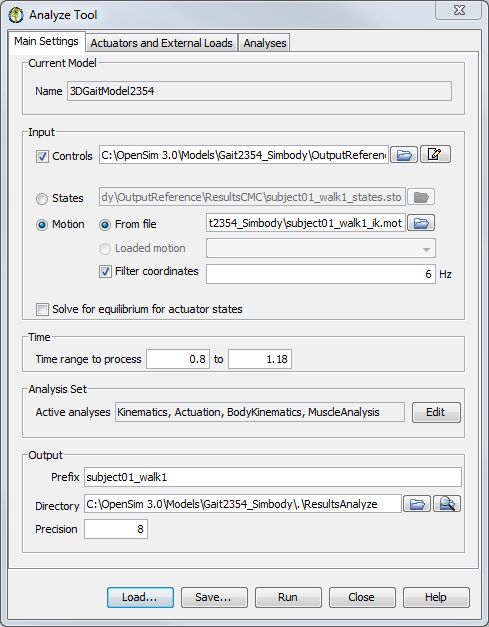 Analyze Tool
Main Settings Actuators and External Loads Analyses
Current Model
Name 3DGaitModel2354
Input
Controls C:\OpenSim 3.0\Models\Gait2354_Simbody\OutputReferenc
States dy\OutputReference\ResultsCMC\subject01_walk1_states.sto
Motion From file t2354_Simbody\subject01_walk1_ik.mot
Loaded motion
Filter coordinates 6 Hz
Solve for equilibrium for actuator states
Time
Time range to process 0.8 to 1.18
Analysis Set
Active analyses Kinematics, Actuation, BodyKinematics, MuscleAnalysis Edit
Output
Prefix subject01_walk1
Directory C:\OpenSim 3.0\Models\Gait2354_Simbody\.\ResultsAnalyze
Precision 8
Load... Save... Run Close Help